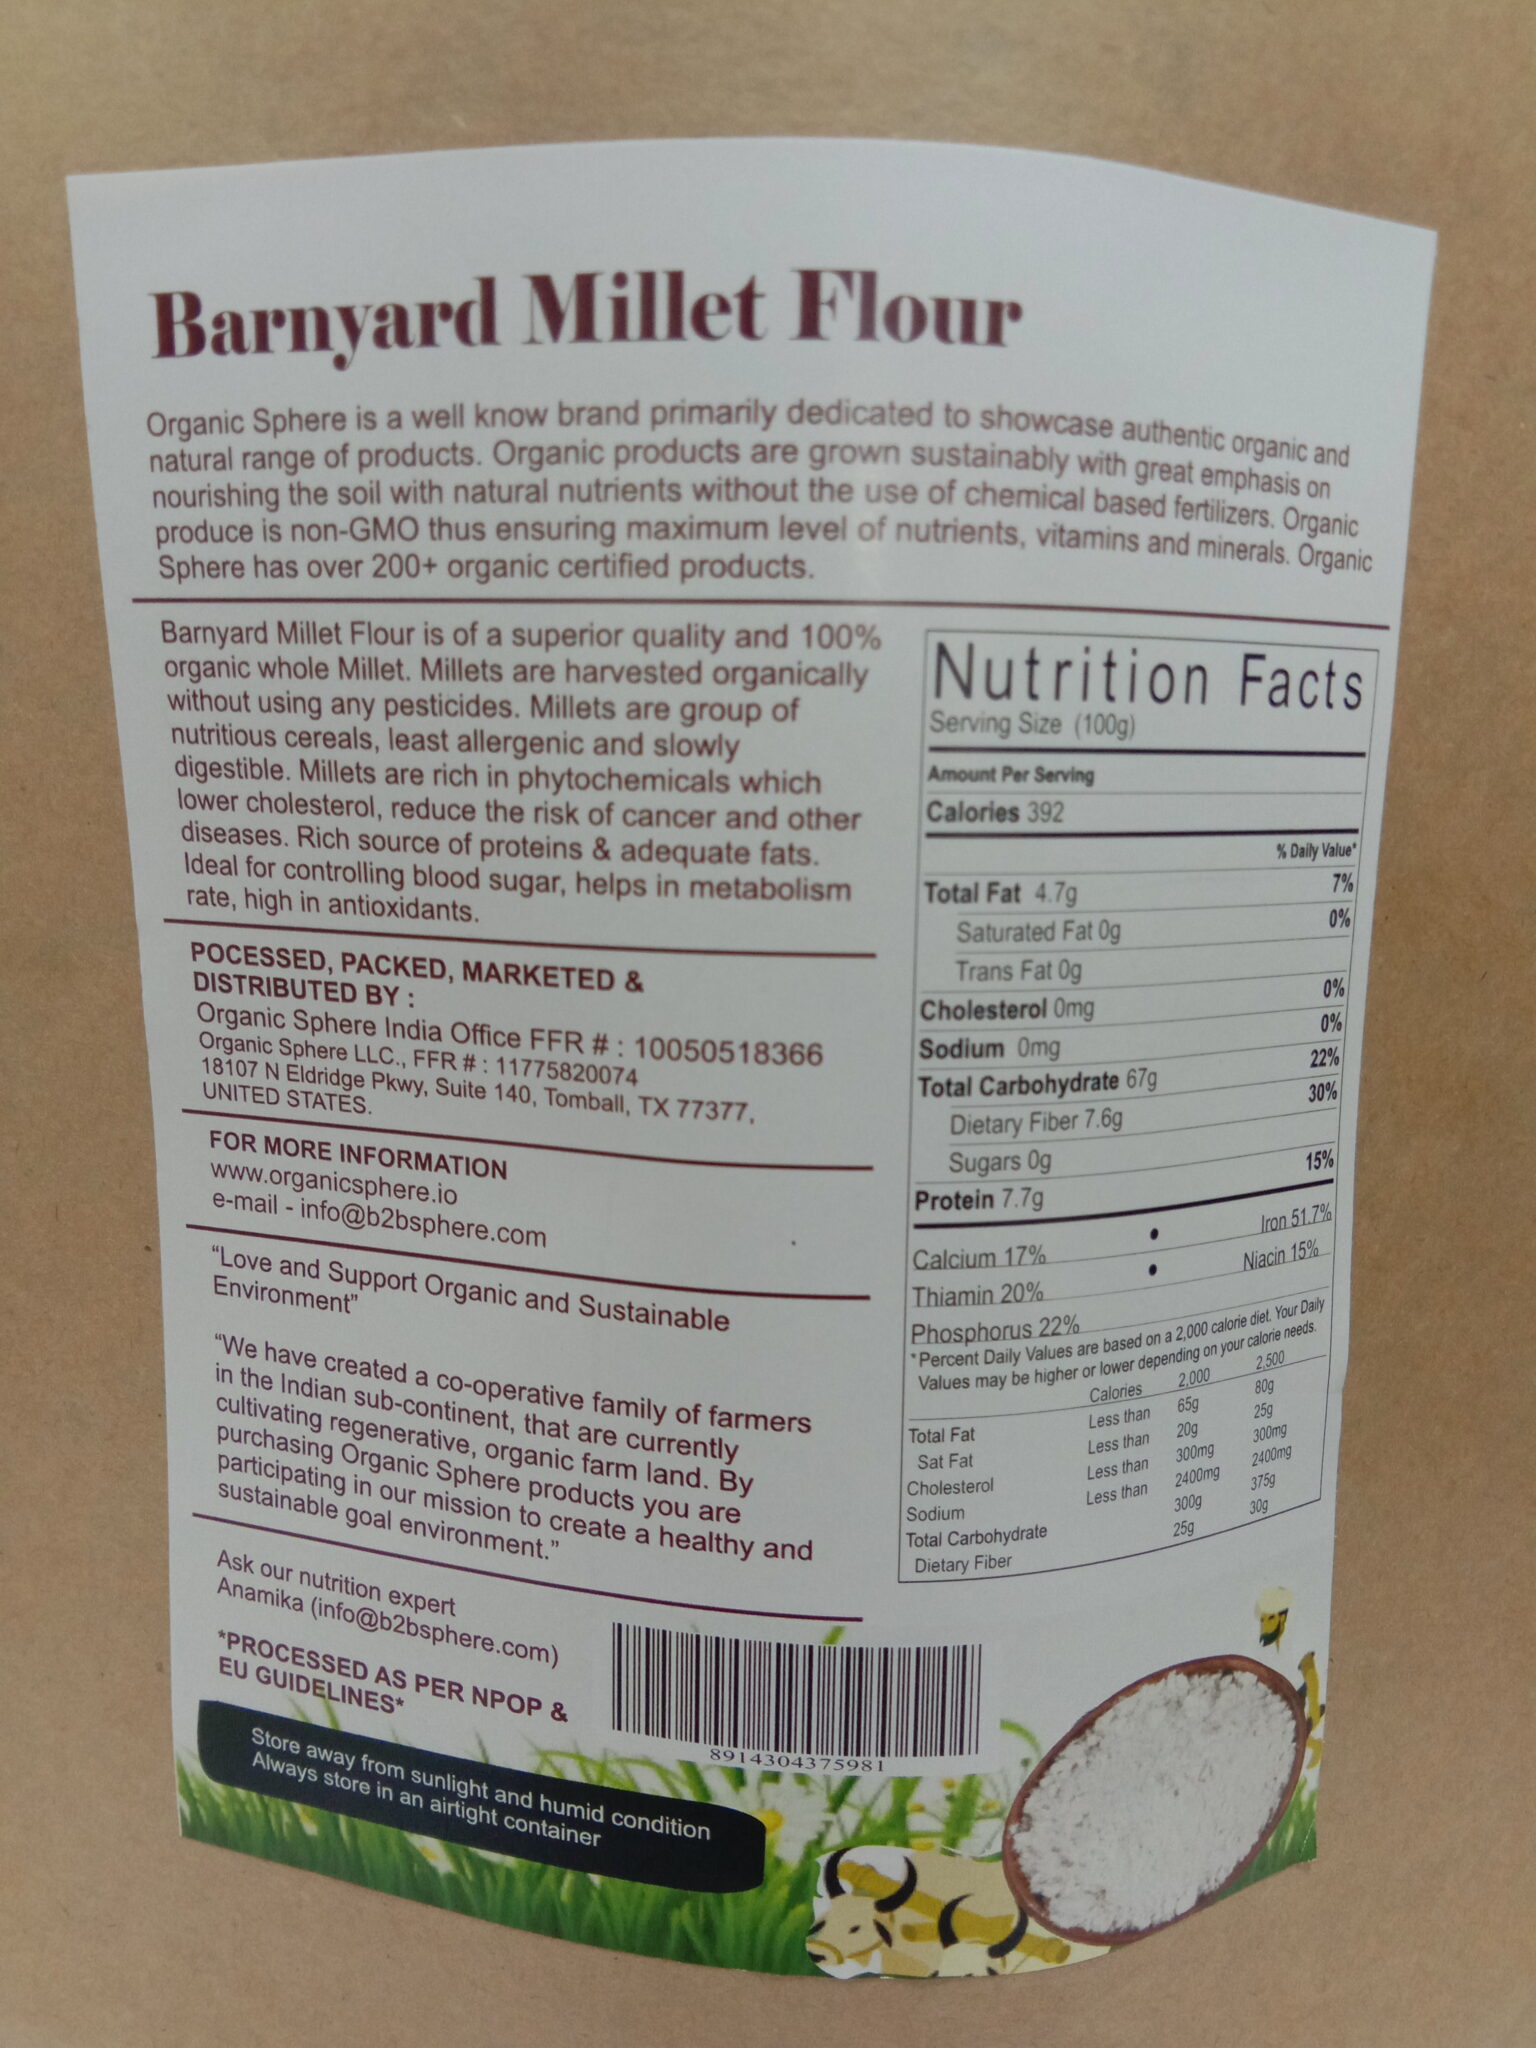 Barnyard Millet Flour
Organic Sphere is a well know brand primarily dedicated to showcase authentic organic and
natural range of products. Organic products are grown sustainably with great emphasis on
nourishing the soil with natural nutrients without the use of chemical based fertilizers. Organic
produce is non-GMO thus ensuring maximum level of nutrients, vitamins and minerals. Organic
Sphere has over 200+ organic certified products.
Barnyard Millet Flour is of a superior quality and 100%
organic whole Millet. Millets are harvested organically
without using any pesticides. Millets are group of
nutritious cereals, least allergenic and slowly
digestible. Millets are rich in phytochemicals which
lower cholesterol, reduce the risk of cancer and other
diseases. Rich source of proteins & adequate fats.
Ideal for controlling blood sugar, helps in metabolism
rate, high in antioxidants.
POCESSED, PACKED, MARKETED &
DISTRIBUTED BY :
Organic Sphere India Office FFR # : 10050518366
Organic Sphere LLC., FFR # : 11775820074
18107 N Eldridge Pkwy, Suite 140, Tomball, TX 77377,
UNITED STATES.
FOR MORE INFORMATION
www.organicsphere.io
e-mail - info@b2bsphere.com
“Love and Support Organic and Sustainable
Environment”
“We have created a co-operative family of farmers
in the Indian sub-continent, that are currently
cultivating regenerative, organic farm land. By
purchasing Organic Sphere products you are
participating in our mission to create a healthy and
sustainable goal environment.”
Ask our nutrition expert
Anamika (info@b2bsphere.com)
*PROCESSED AS PER NPOP &
EU GUIDELINES*
Store away from sunlight and humid condition
Always store in an airtight container
Nutrition Facts
Serving Size (100g)
Amount Per Serving
Calories 392
% Daily Value*
Total Fat 4.7g 7%
Saturated Fat 0g 0%
Trans Fat 0g
Cholesterol 0mg 0%
Sodium 0mg 0%
Total Carbohydrate 67g 22%
Dietary Fiber 7.6g 30%
Sugars 0g
Protein 7.7g 15%
Calcium 17% • Iron 51.7%
Thiamin 20% • Niacin 15%
Phosphorus 22%
*Percent Daily Values are based on a 2,000 calorie diet. Your Daily
Values may be higher or lower depending on your calorie needs.
Calories 2,000 2,500
Total Fat Less than 65g 80g
Sat Fat Less than 20g 25g
Cholesterol Less than 300mg 300mg
Sodium Less than 2400mg 2400mg
Total Carbohydrate 300g 375g
Dietary Fiber 25g 30g
8914304375981